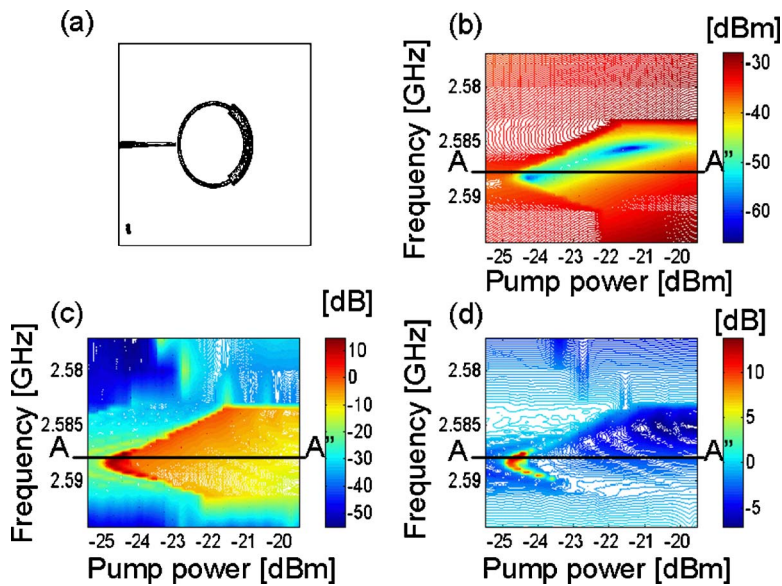 (a)
(b)
[dBm]
Frequency [GHz]
2.58
2.585
2.59
A
A"
-25 -24 -23 -22 -21 -20
Pump power [dBm]
-30
-40
-50
-60
(c)
[dB]
Frequency [GHz]
2.58
2.585
2.59
A
A"
-25 -24 -23 -22 -21 -20
Pump power [dBm]
10
0
-10
-20
-30
-40
-50
(d)
[dB]
Frequency [GHz]
2.58
2.585
2.59
A
A"
-25 -24 -23 -22 -21 -20
Pump power [dBm]
10
5
0
-5